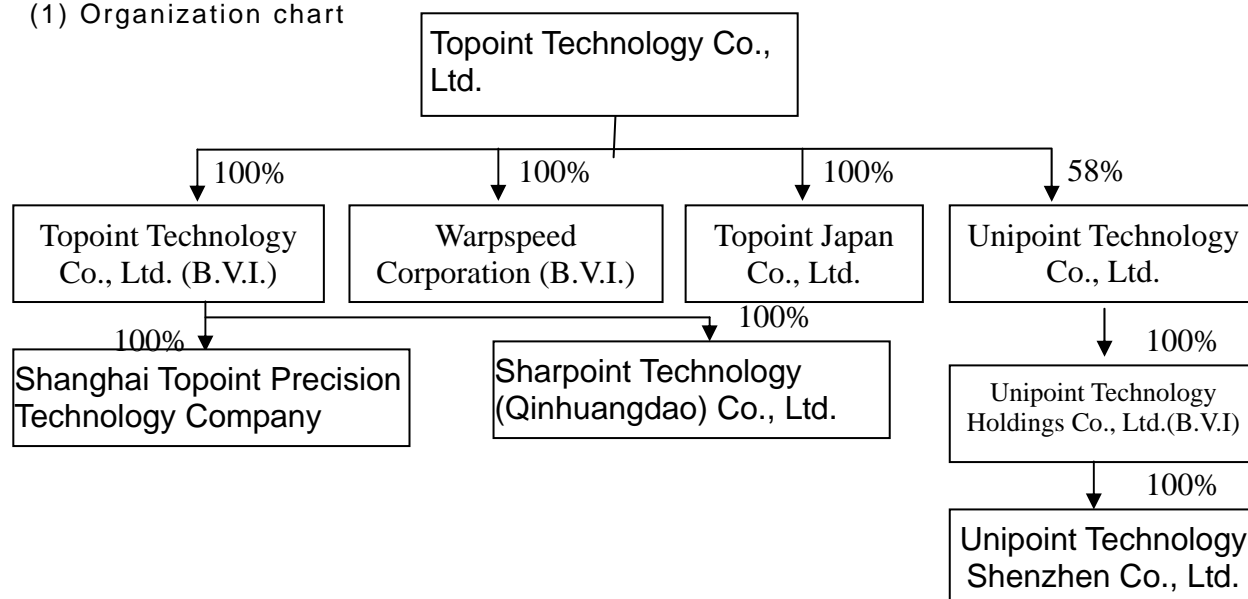 (1) Organization chart
Topoint Technology Co.,
Ltd.
100%
100%
100%
58%
Topoint Technology
Co., Ltd. (B.V.I.)
Warpspeed
Corporation (B.V.I.)
Topoint Japan
Co., Ltd.
Unipoint Technology
Co., Ltd.
100%
100%
100%
Shanghai Topoint Precision
Technology Company
Sharpoint Technology
(Qinhuangdao) Co., Ltd.
Unipoint Technology
Holdings Co., Ltd.(B.V.I)
100%
Unipoint Technology
Shenzhen Co., Ltd.